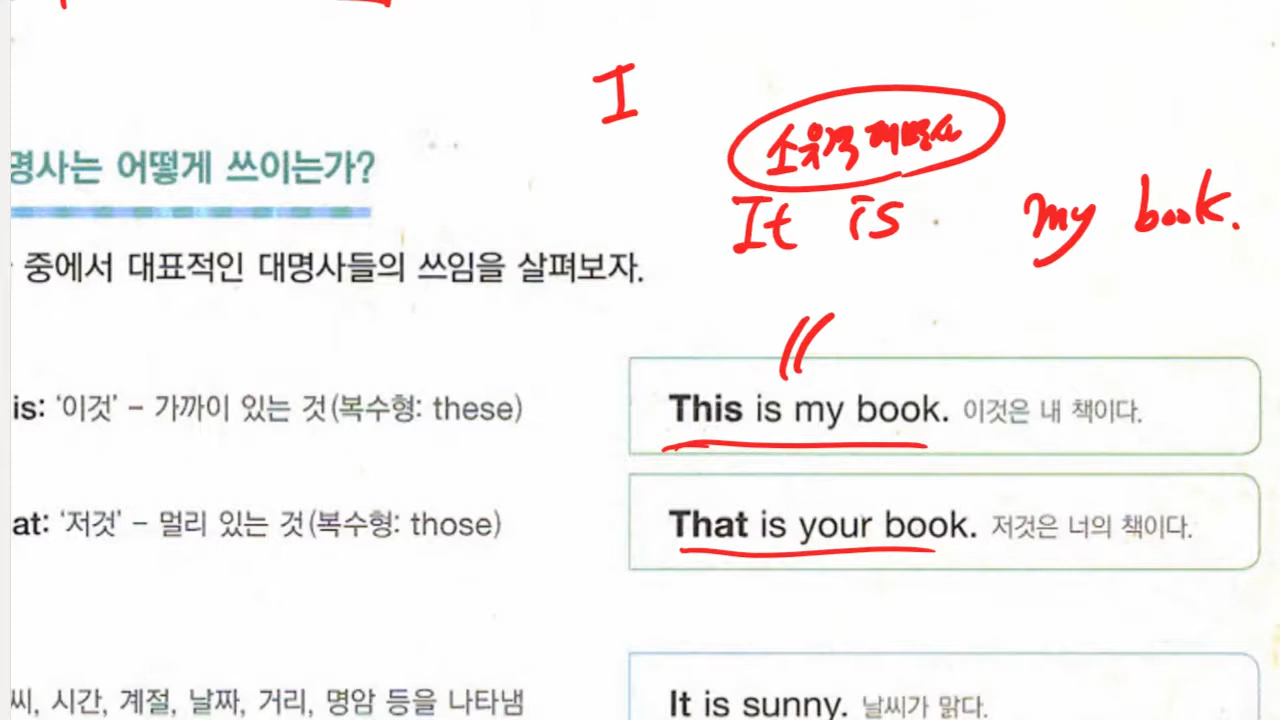 I
소유격 대명사
명사는 어떻게 쓰이는가?
It is my book.
중에서 대표적인 대명사들의 쓰임을 살펴보자.
is: ‘이것’ – 가까이 있는 것(복수형: these)
This is my book. 이것은 내 책이다.
at: ‘저것’ – 멀리 있는 것(복수형: those)
That is your book. 저것은 너의 책이다.
씨, 시간, 계절, 날짜, 거리, 명암 등을 나타냄
It is sunny. 날씨가 맑다.